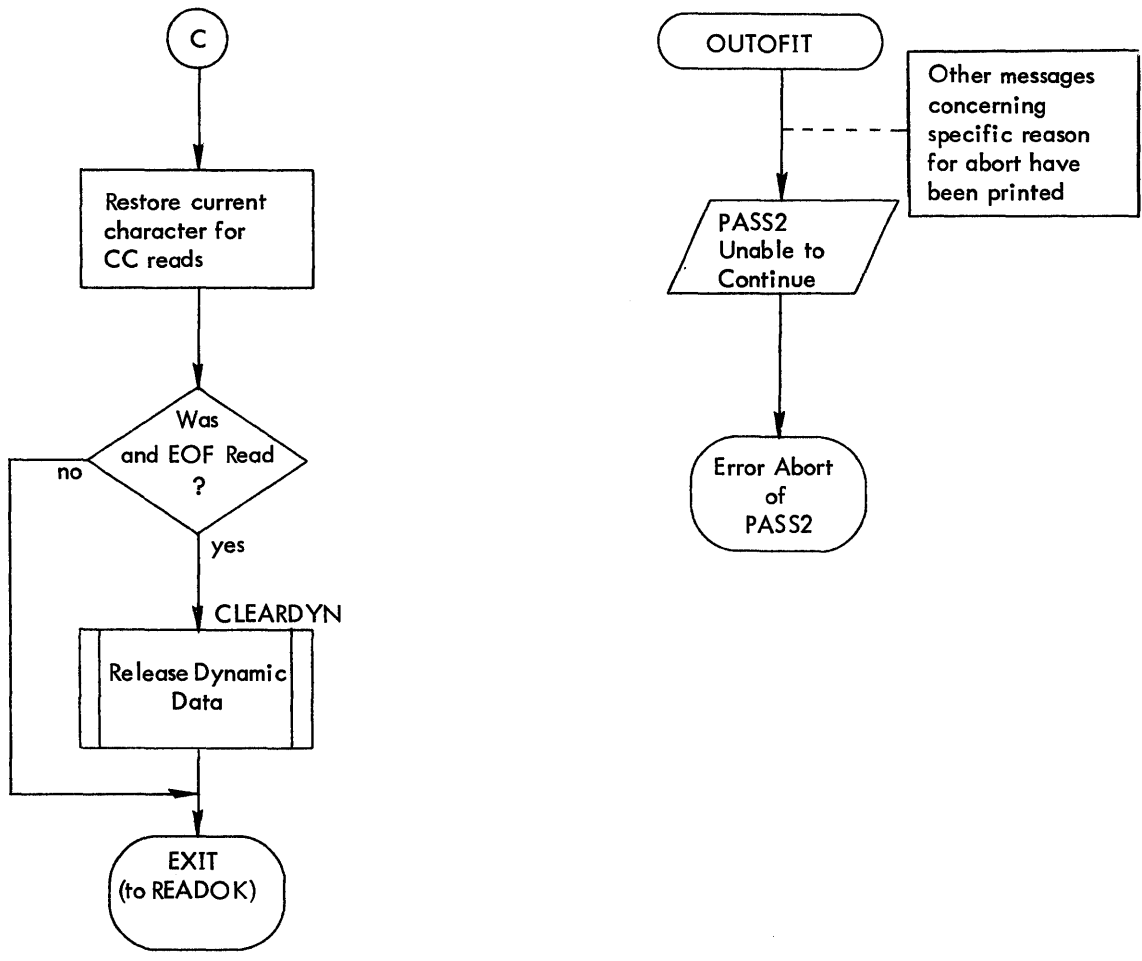 C
Restore current
character for
CC reads
Was
and EOF Read
?
no
yes
CLEARDYN
Release Dynamic
Data
EXIT
(to READOK)
OUTOFIT
Other messages
concerning
specific reason
for abort have
been printed
PASS2
Unable to
Continue
Error Abort
of
PASS2